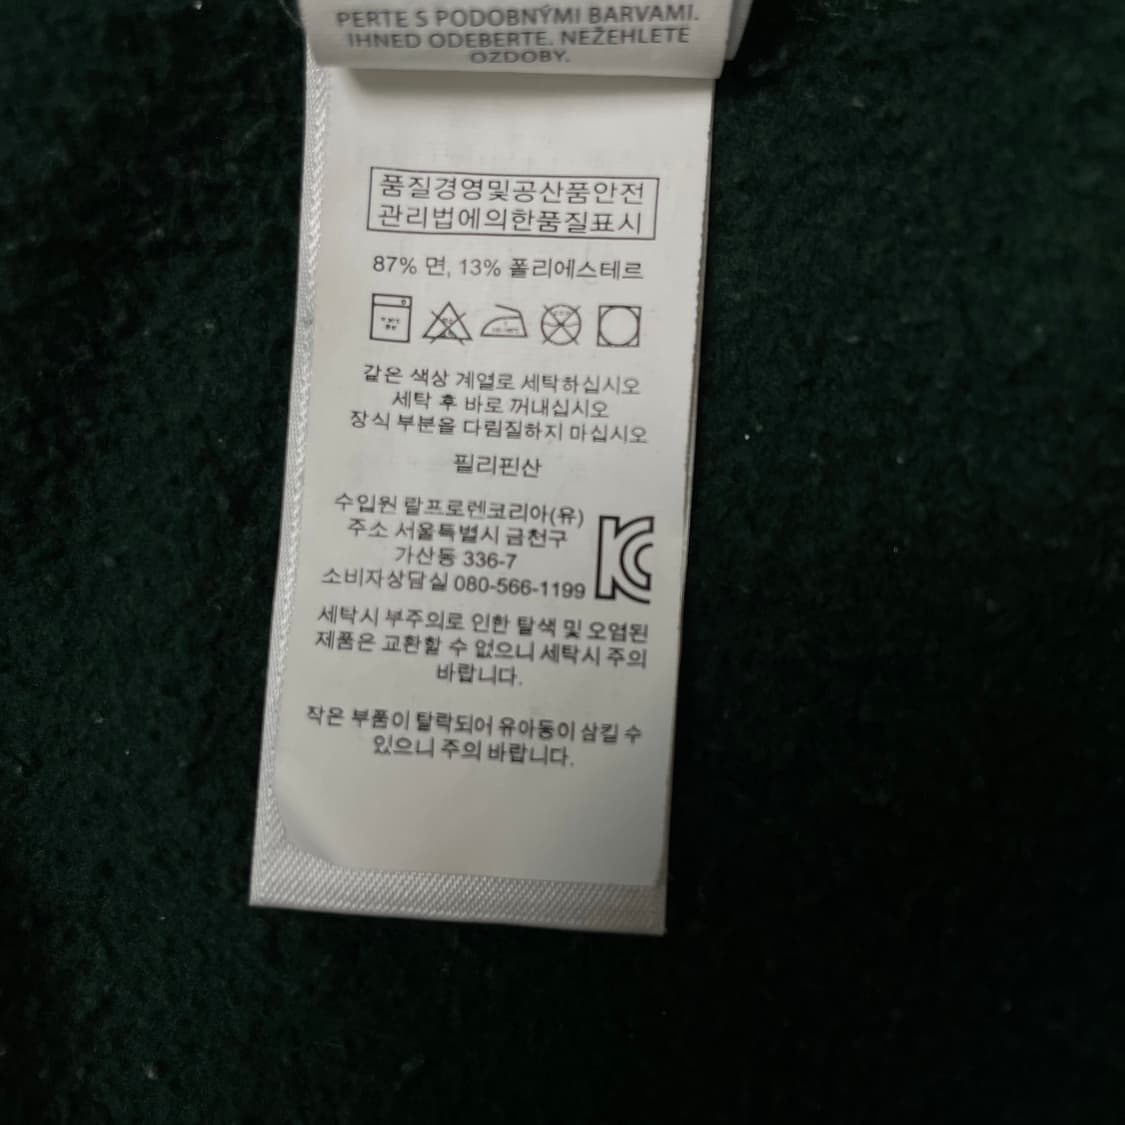 PERTE S PODOBNÝMI BARVAMI.
IHNED ODEBERTE. NEŽEHLETE
OZDOBY.
품질경영및공산품안전
관리법에의한품질표시
87% 면, 13% 폴리에스테르
같은 색상 계열로 세탁하십시오
세탁 후 바로 꺼내십시오
장식 부분을 다림질하지 마십시오
필리핀산
수입원 랄프로렌코리아(유)
주소 서울특별시 금천구
가산동 336-7
소비자상담실 080-566-1199
KC
세탁시 부주의로 인한 탈색 및 오염된
제품은 교환할 수 없으니 세탁시 주의
바랍니다.
작은 부품이 탈락되어 유아동이 삼킬 수
있으니 주의 바랍니다.